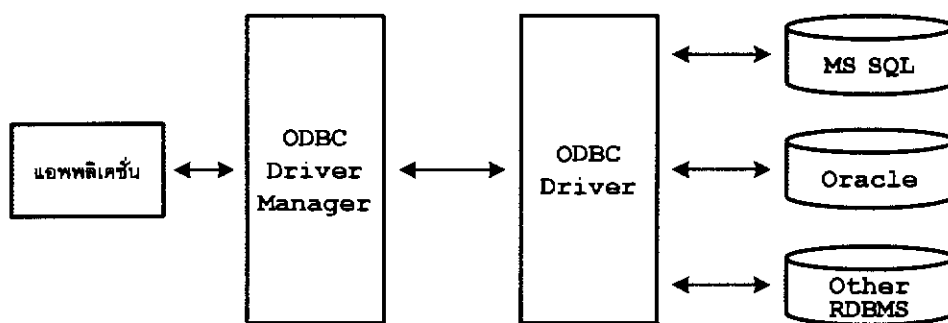 แอพพลิเคชั่น
ODBC
Driver
Manager
ODBC
Driver
MS SQL
Oracle
Other
RDBMS